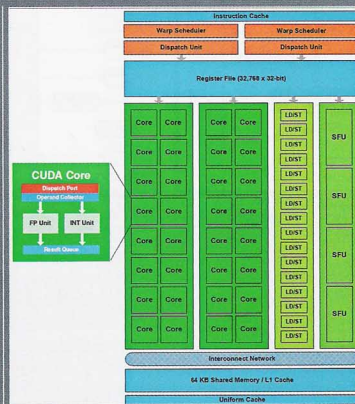 Instruction Cache
Warp Scheduler Warp Scheduler
Dispatch Unit Dispatch Unit
Register File (32,768 x 32-bit)
Core Core Core Core LD/ST SFU
LD/ST
Core Core Core Core LD/ST
LD/ST
Core Core Core Core LD/ST SFU
LD/ST
Core Core Core Core LD/ST
LD/ST
Core Core Core Core LD/ST SFU
LD/ST
Core Core Core Core LD/ST
LD/ST
Core Core Core Core LD/ST SFU
LD/ST
Core Core Core Core LD/ST
LD/ST
CUDA Core
Dispatch Port
Operand Collector
FP Unit INT Unit
Result Queue
Interconnect Network
64 KB Shared Memory / L1 Cache
Uniform Cache